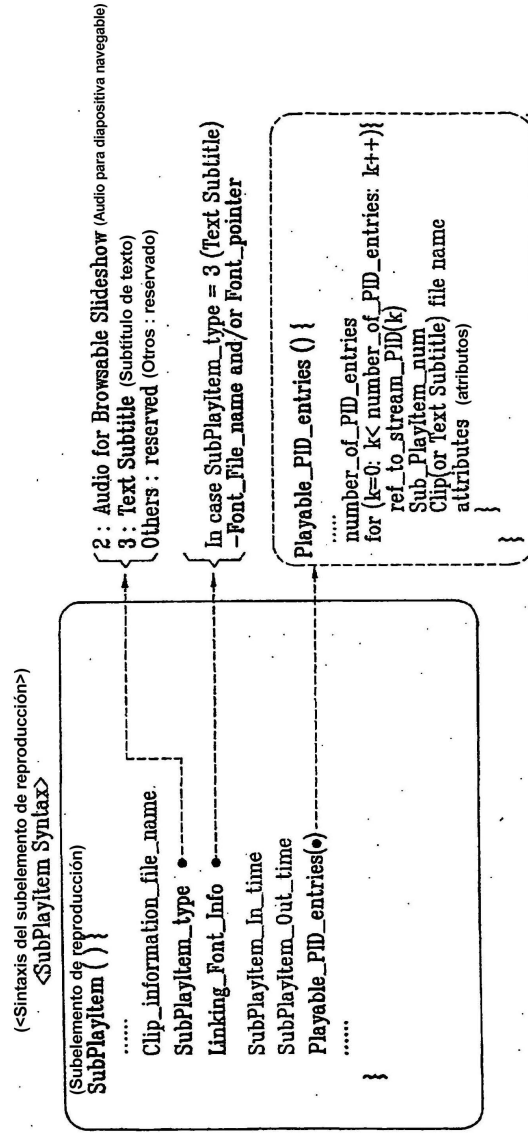 (<Sintaxis del subelemento de reproducción>)
<SubPlayItem Syntax>
(Subelemento de reproducción)
SubPlayItem ( ) {
......
Clip_information_file_name.
SubPlayItem_type
Linking_Font_Info
SubPlayItem_In_time
SubPlayItem_Out_time
Playable_PID_entries()
......
}
2 : Audio for Browsable Slideshow (Audio para diapositiva navegable)
3 : Text Subtitle (Subtítulo de texto)
Others : reserved (Otros : reservado)
In case SubPlayItem_type = 3 (Text Subtitle)
-Font_File_name and/or Font_pointer
Playable_PID_entries () {
.....
number_of_PID_entries
for (k=0: k< number_of_PID_entries: k++){
ref_to_stream_PID(k)
Sub_PlayItem_num
Clip(or Text Subtitle) file name
attributes (atributos)
}
}